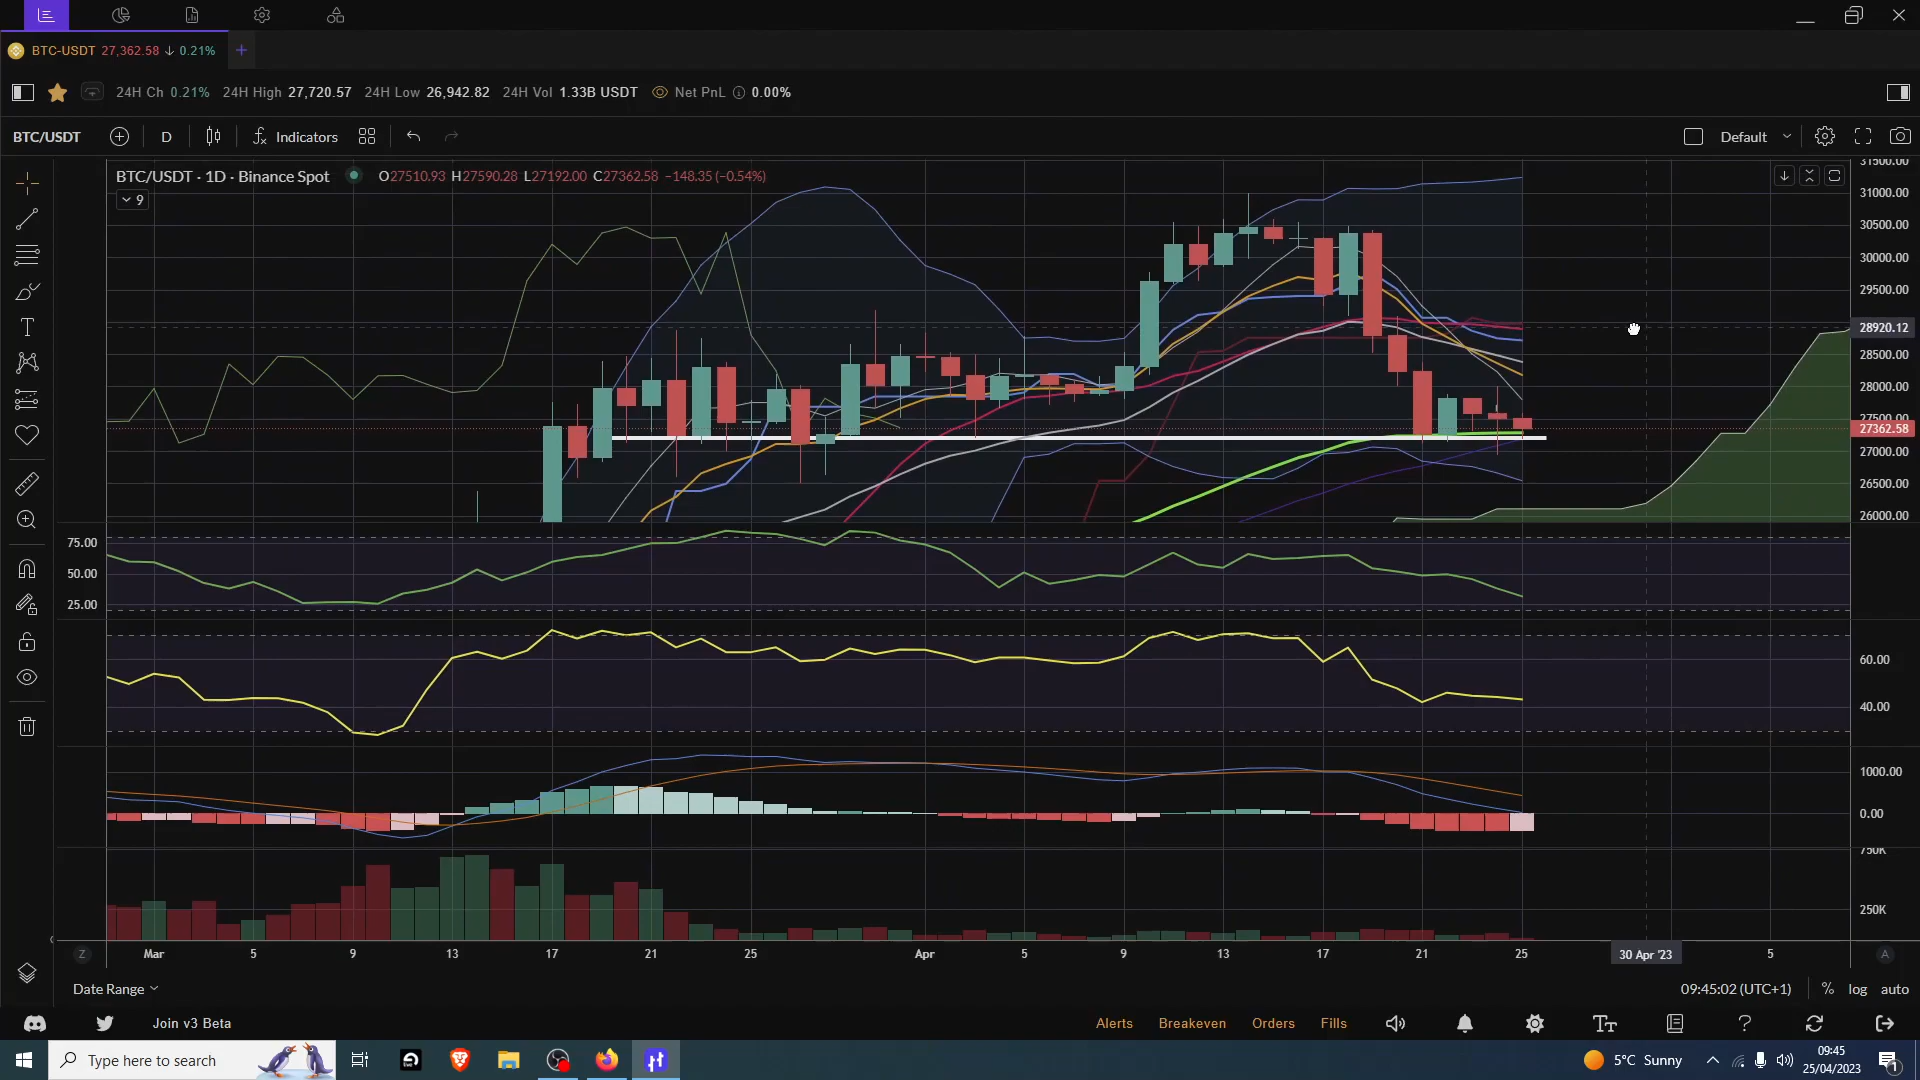 BTC-USDT 27,362.58 ↓ 0.21% +
24H Ch 0.21% 24H High 27,720.57 24H Low 26,942.82 24H Vol 1.33B USDT Net PnL 0.00%
BTC/USDT D Indicators Default
BTC/USDT · 1D · Binance Spot O27510.93 H27590.28 L27192.00 C27362.58 −148.35 (−0.54%)
9
31500.00
31000.00
30500.00
30000.00
29500.00
28920.12
28500.00
28000.00
27500.00
27362.58
27000.00
26500.00
26000.00
75.00
50.00
25.00
60.00
40.00
1000.00
0.00
750K
250K
Z Mar 5 9 13 17 21 25 Apr 5 9 13 17 21 25 30 Apr '23 5 A
Date Range 09:45:02 (UTC+1) % log auto
Join v3 Beta Alerts Breakeven Orders Fills
Type here to search 5°C Sunny 09:45
25/04/2023 1